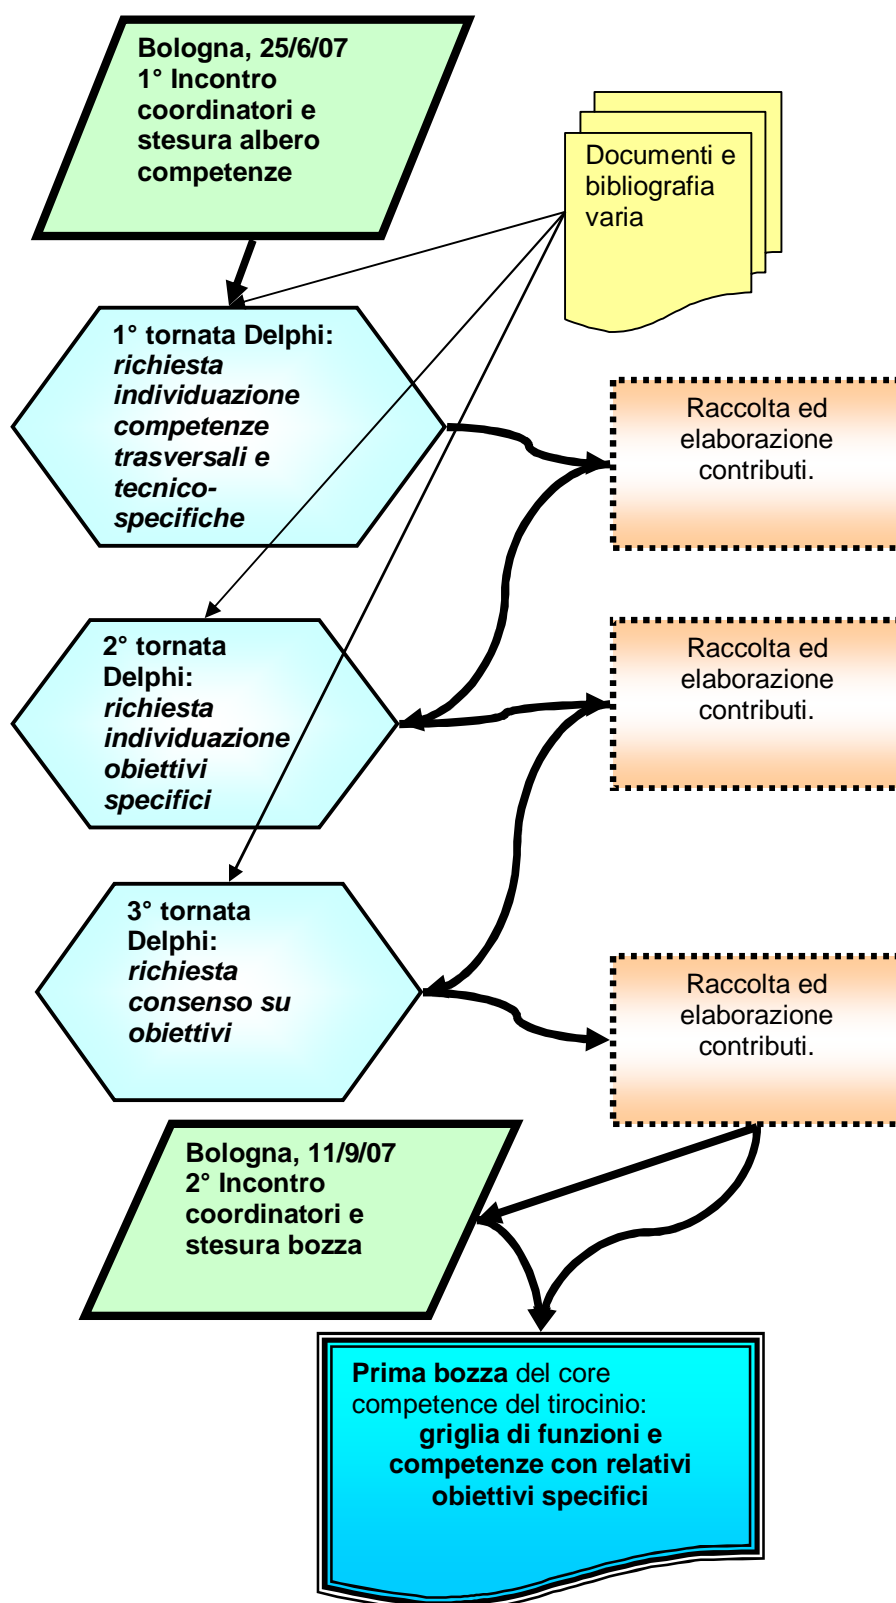 Bologna, 25/6/07
1° Incontro
coordinatori e
stesura albero
competenze
Documenti e
bibliografia
varia
1° tornata Delphi:
richiesta
individuazione
competenze
trasversali e
tecnico-
specifiche
Raccolta ed
elaborazione
contributi.
2° tornata
Delphi:
richiesta
individuazione
obiettivi
specifici
Raccolta ed
elaborazione
contributi.
3° tornata
Delphi:
richiesta
consenso su
obiettivi
Raccolta ed
elaborazione
contributi.
Bologna, 11/9/07
2° Incontro
coordinatori e
stesura bozza
Prima bozza del core
competence del tirocinio:
griglia di funzioni e
competenze con relativi
obiettivi specifici